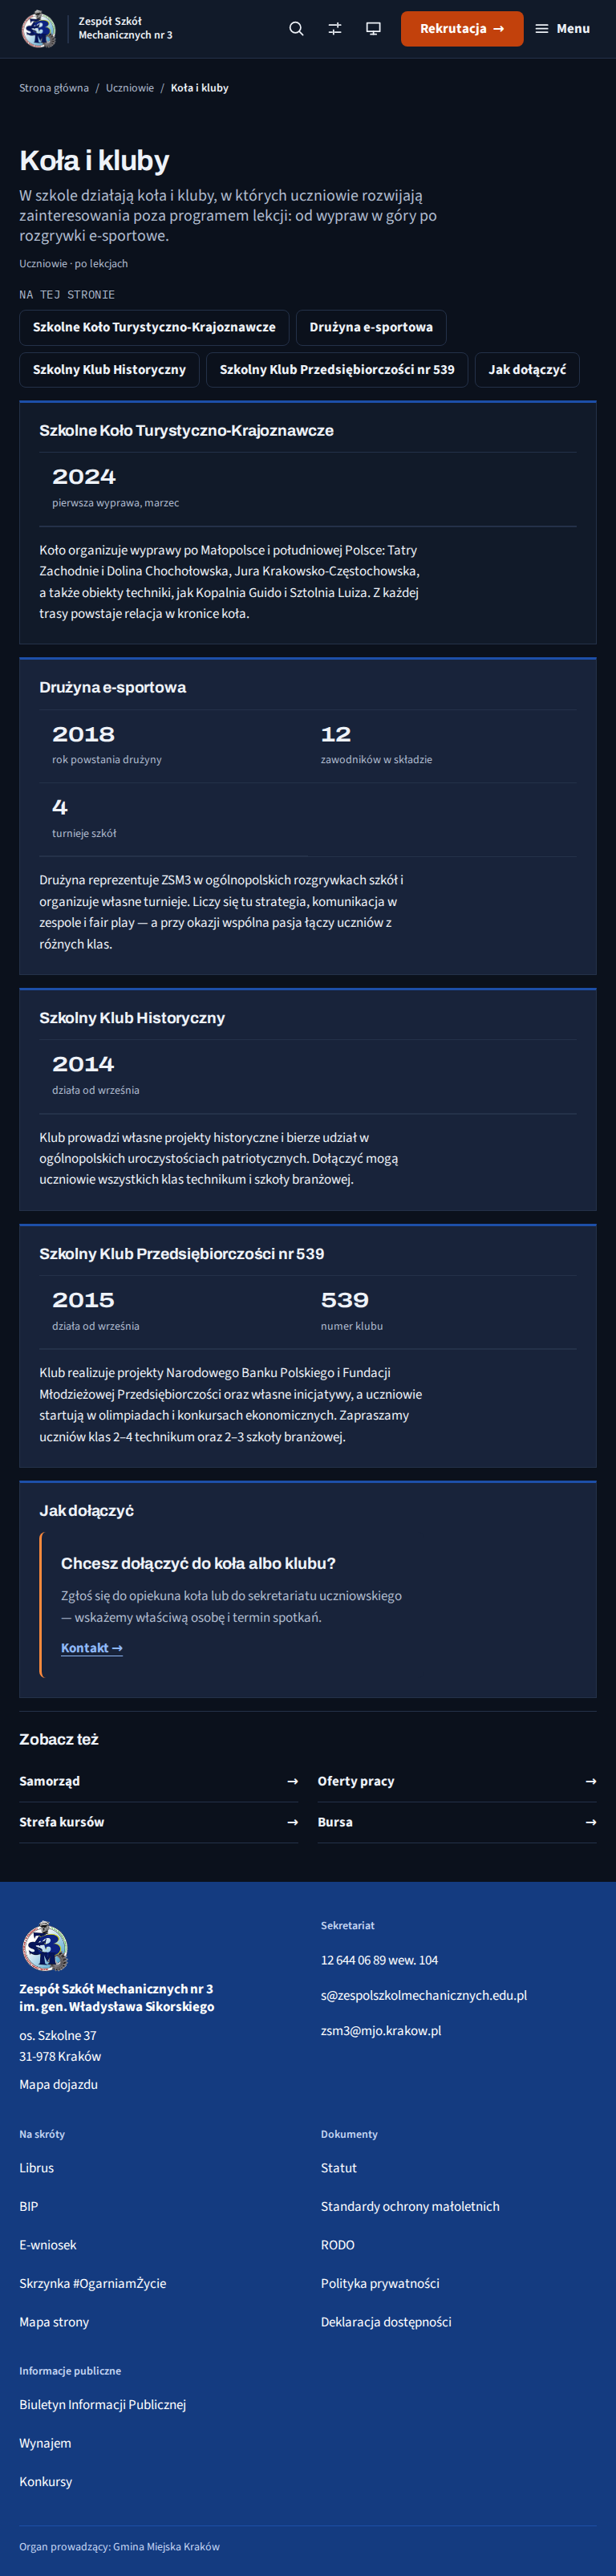 Zespół Szkół
Mechanicznych nr 3
Rekrutacja →
Menu
Strona główna / Uczniowie / Koła i kluby
Koła i kluby
W szkole działają koła i kluby, w których uczniowie rozwijają
zainteresowania poza programem lekcji: od wypraw w góry po
rozgrywki e-sportowe.
Uczniowie · po lekcjach
NA TEJ STRONIE
Szkolne Koło Turystyczno-Krajoznawcze
Drużyna e-sportowa
Szkolny Klub Historyczny
Szkolny Klub Przedsiębiorczości nr 539
Jak dołączyć
Szkolne Koło Turystyczno-Krajoznawcze
2024
pierwsza wyprawa, marzec
Koło organizuje wyprawy po Małopolsce i południowej Polsce: Tatry
Zachodnie i Dolina Chochołowska, Jura Krakowsko-Częstochowska,
a także obiekty techniki, jak Kopalnia Guido i Sztolnia Luiza. Z każdej
trasy powstaje relacja w kronice koła.
Drużyna e-sportowa
2018
rok powstania drużyny
12
zawodników w składzie
4
turnieje szkół
Drużyna reprezentuje ZSM3 w ogólnopolskich rozgrywkach szkół i
organizuje własne turnieje. Liczy się tu strategia, komunikacja w
zespole i fair play — a przy okazji wspólna pasja łączy uczniów z
różnych klas.
Szkolny Klub Historyczny
2014
działa od września
Klub prowadzi własne projekty historyczne i bierze udział w
ogólnopolskich uroczystościach patriotycznych. Dołączyć mogą
uczniowie wszystkich klas technikum i szkoły branżowej.
Szkolny Klub Przedsiębiorczości nr 539
2015
działa od września
539
numer klubu
Klub realizuje projekty Narodowego Banku Polskiego i Fundacji
Młodzieżowej Przedsiębiorczości oraz własne inicjatywy, a uczniowie
startują w olimpiadach i konkursach ekonomicznych. Zapraszamy
uczniów klas 2–4 technikum oraz 2–3 szkoły branżowej.
Jak dołączyć
Chcesz dołączyć do koła albo klubu?
Zgłoś się do opiekuna koła lub do sekretariatu uczniowskiego
— wskażemy właściwą osobę i termin spotkań.
Kontakt →
Zobacz też
Samorząd →
Oferty pracy →
Strefa kursów →
Bursa →
Zespół Szkół Mechanicznych nr 3
im. gen. Władysława Sikorskiego
os. Szkolne 37
31-978 Kraków
Mapa dojazdu
Sekretariat
12 644 06 89 wew. 104
s@zespolszkolmechanicznych.edu.pl
zsm3@mjo.krakow.pl
Na skróty
Librus
BIP
E-wniosek
Skrzynka #OgarniamŻycie
Mapa strony
Dokumenty
Statut
Standardy ochrony małoletnich
RODO
Polityka prywatności
Deklaracja dostępności
Informacje publiczne
Biuletyn Informacji Publicznej
Wynajem
Konkursy
Organ prowadzący: Gmina Miejska Kraków